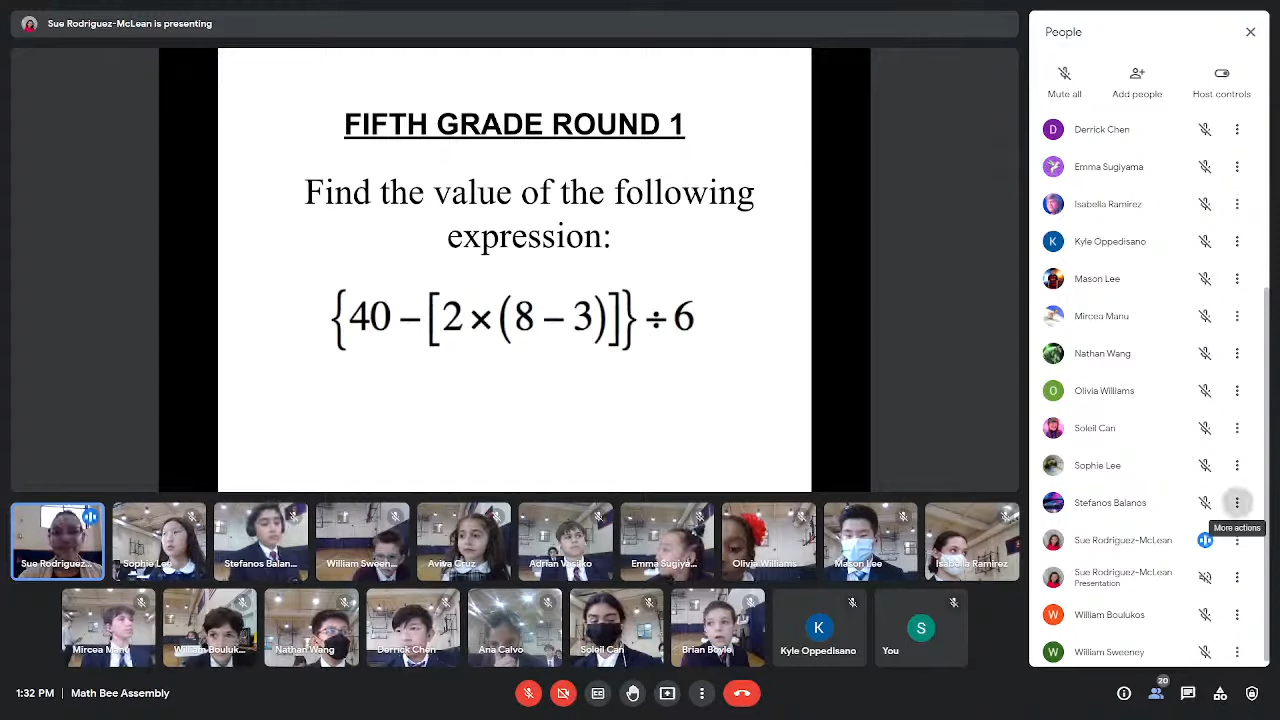 Sue Rodriguez-McLean is presenting
FIFTH GRADE ROUND 1
Find the value of the following
expression:
{40 − [2 × (8 − 3)]} ÷ 6
Sue Rodriguez...
Sophie Lee
Stefanos Balan...
William Sween...
Aviva Cruz
Adrian Vasilko
Emma Sugiya...
Olivia Williams
Mason Lee
Isabella Ramirez
Mircea Manu
William Bouluk...
Nathan Wang
Derrick Chen
Ana Calvo
Soleil Can
Brian Boyle
K
Kyle Oppedisano
S
You
1:32 PM | Math Bee Assembly
People
Mute all
Add people
Host controls
D
Derrick Chen
Emma Sugiyama
Isabella Ramirez
K
Kyle Oppedisano
Mason Lee
Mircea Manu
Nathan Wang
O
Olivia Williams
Soleil Can
Sophie Lee
Stefanos Balanos
More actions
Sue Rodriguez-McLean
Sue Rodriguez-McLean
Presentation
W
William Boulukos
W
William Sweeney
20